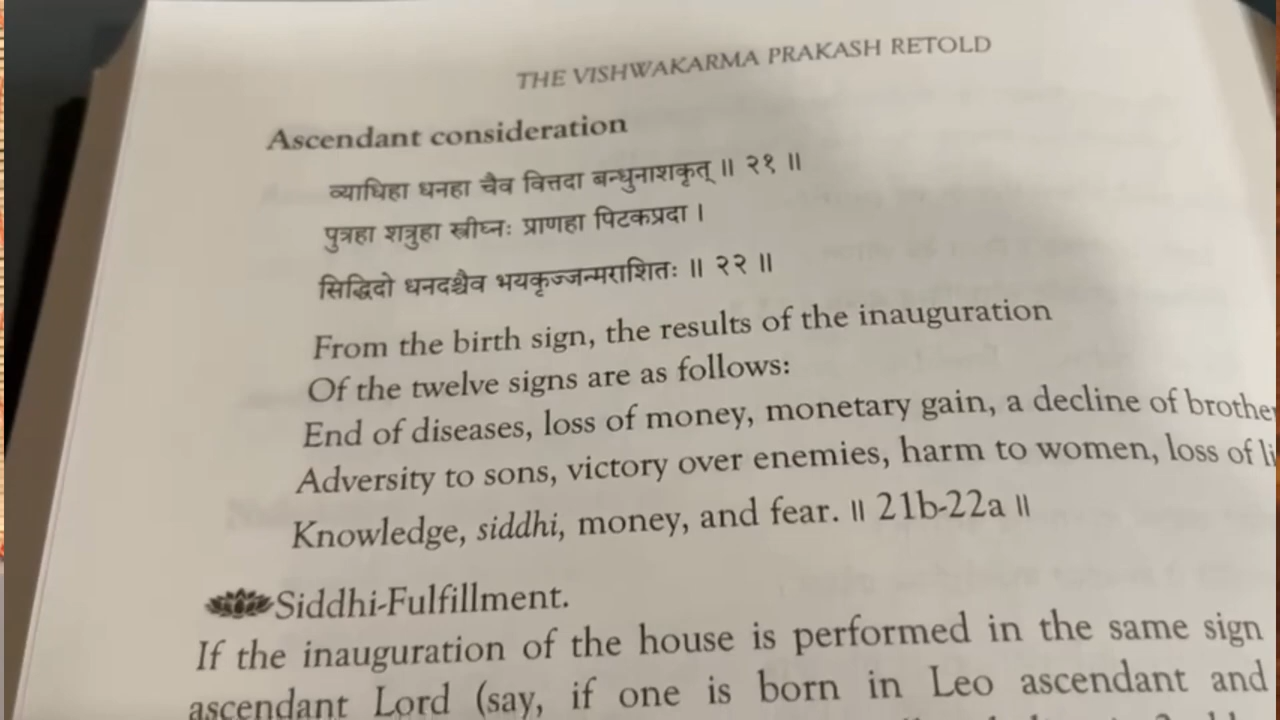 THE VISHWAKARMA PRAKASH RETOLD
Ascendant consideration
व्याधिहा धनहा चैव वित्तदा बन्धुनाशकृत् ॥ २१ ॥
पुत्रहा शत्रुहा स्त्रीघ्नः प्राणहा पिटकप्रदा ।
सिद्धिदो धनदश्चैव भयकृज्जन्मराशितः ॥ २२ ॥
From the birth sign, the results of the inauguration
Of the twelve signs are as follows:
End of diseases, loss of money, monetary gain, a decline of
Adversity to sons, victory over enemies, harm to women, loss of
Knowledge, siddhi, money, and fear. ॥ 21b-22a ॥
Siddhi-Fulfillment.
If the inauguration of the house is performed in the same sign
ascendant Lord (say, if one is born in Leo ascendant and